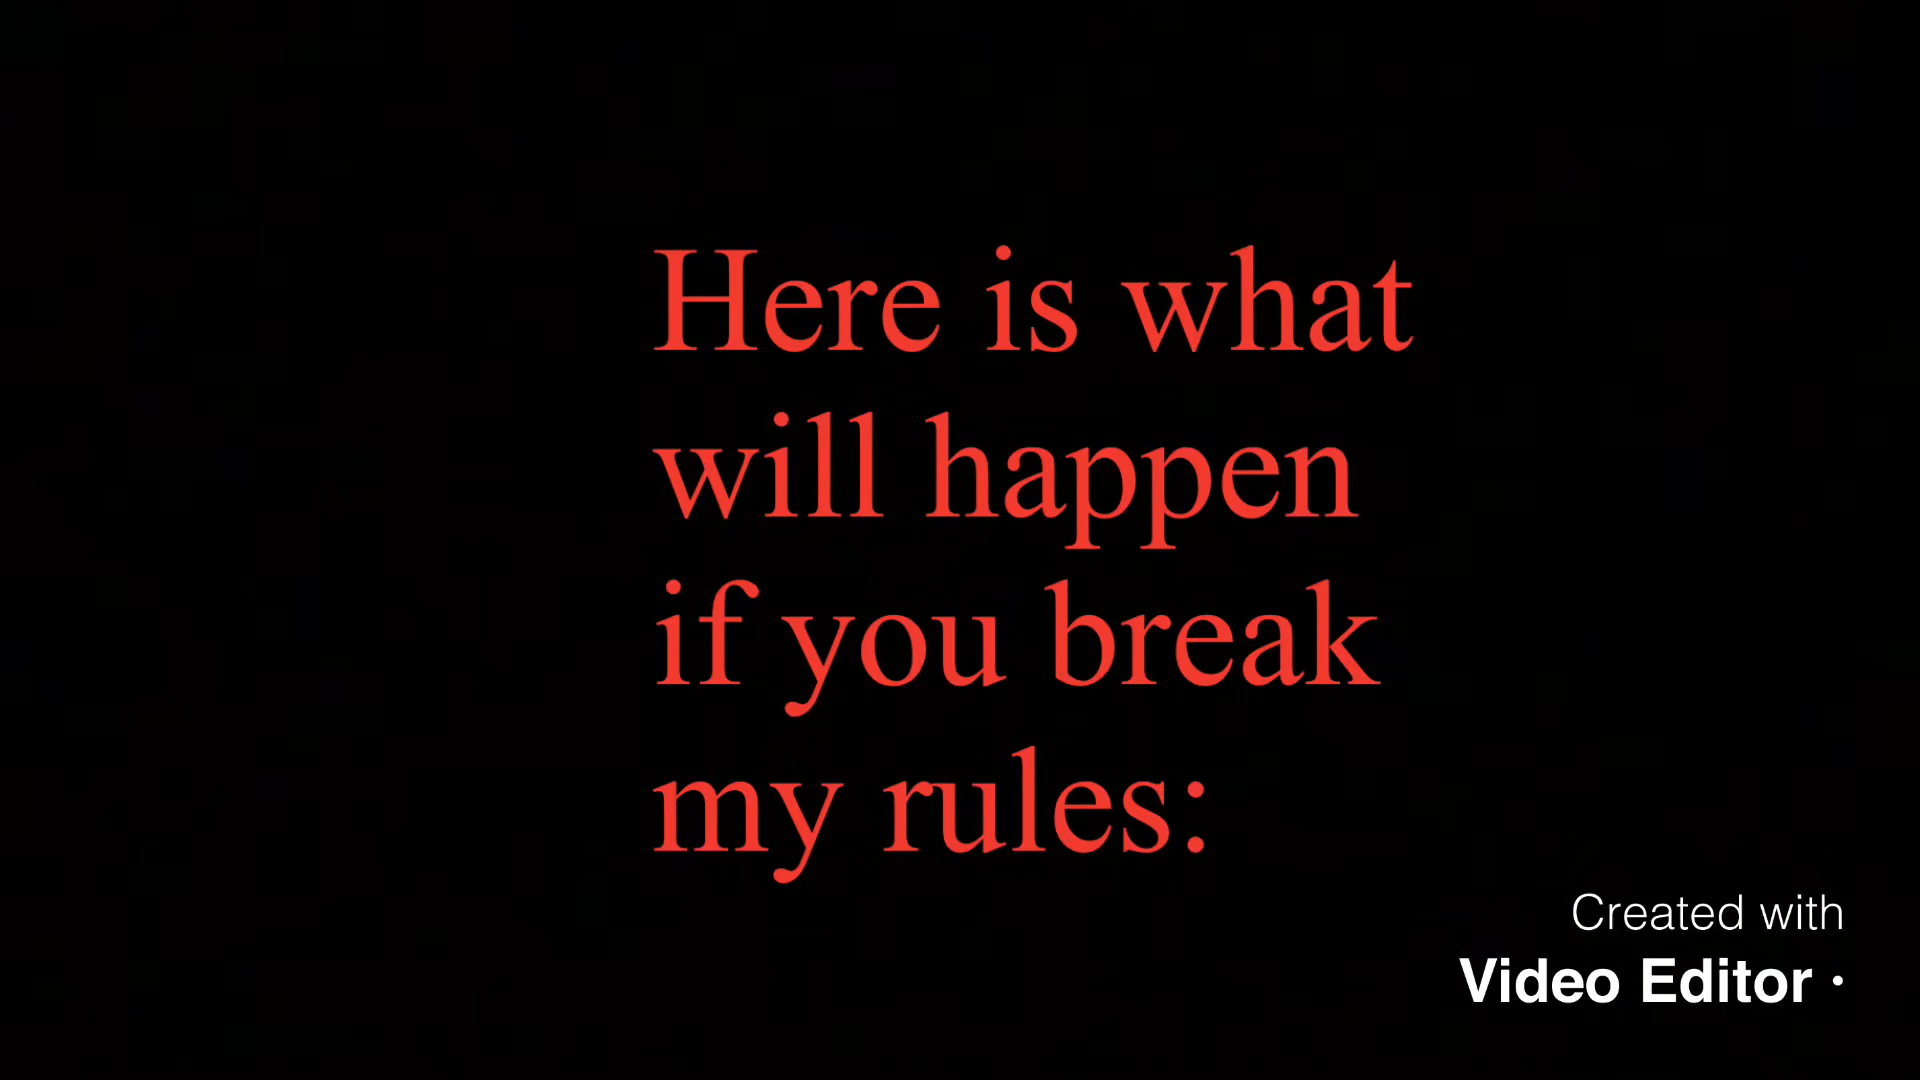 Here is what
will happen
if you break
my rules:
Created with
Video Editor ·